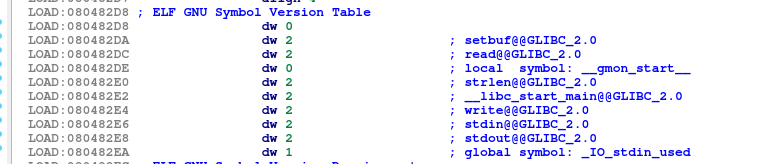 LOAD:080482D8 ; ELF GNU Symbol Version Table
LOAD:080482D8 dw 0
LOAD:080482DA dw 2 ; setbuf@@GLIBC_2.0
LOAD:080482DC dw 2 ; read@@GLIBC_2.0
LOAD:080482DE dw 0 ; local  symbol: __gmon_start__
LOAD:080482E0 dw 2 ; strlen@@GLIBC_2.0
LOAD:080482E2 dw 2 ; __libc_start_main@@GLIBC_2.0
LOAD:080482E4 dw 2 ; write@@GLIBC_2.0
LOAD:080482E6 dw 2 ; stdin@@GLIBC_2.0
LOAD:080482E8 dw 2 ; stdout@@GLIBC_2.0
LOAD:080482EA dw 1 ; global symbol: _IO_stdin_used